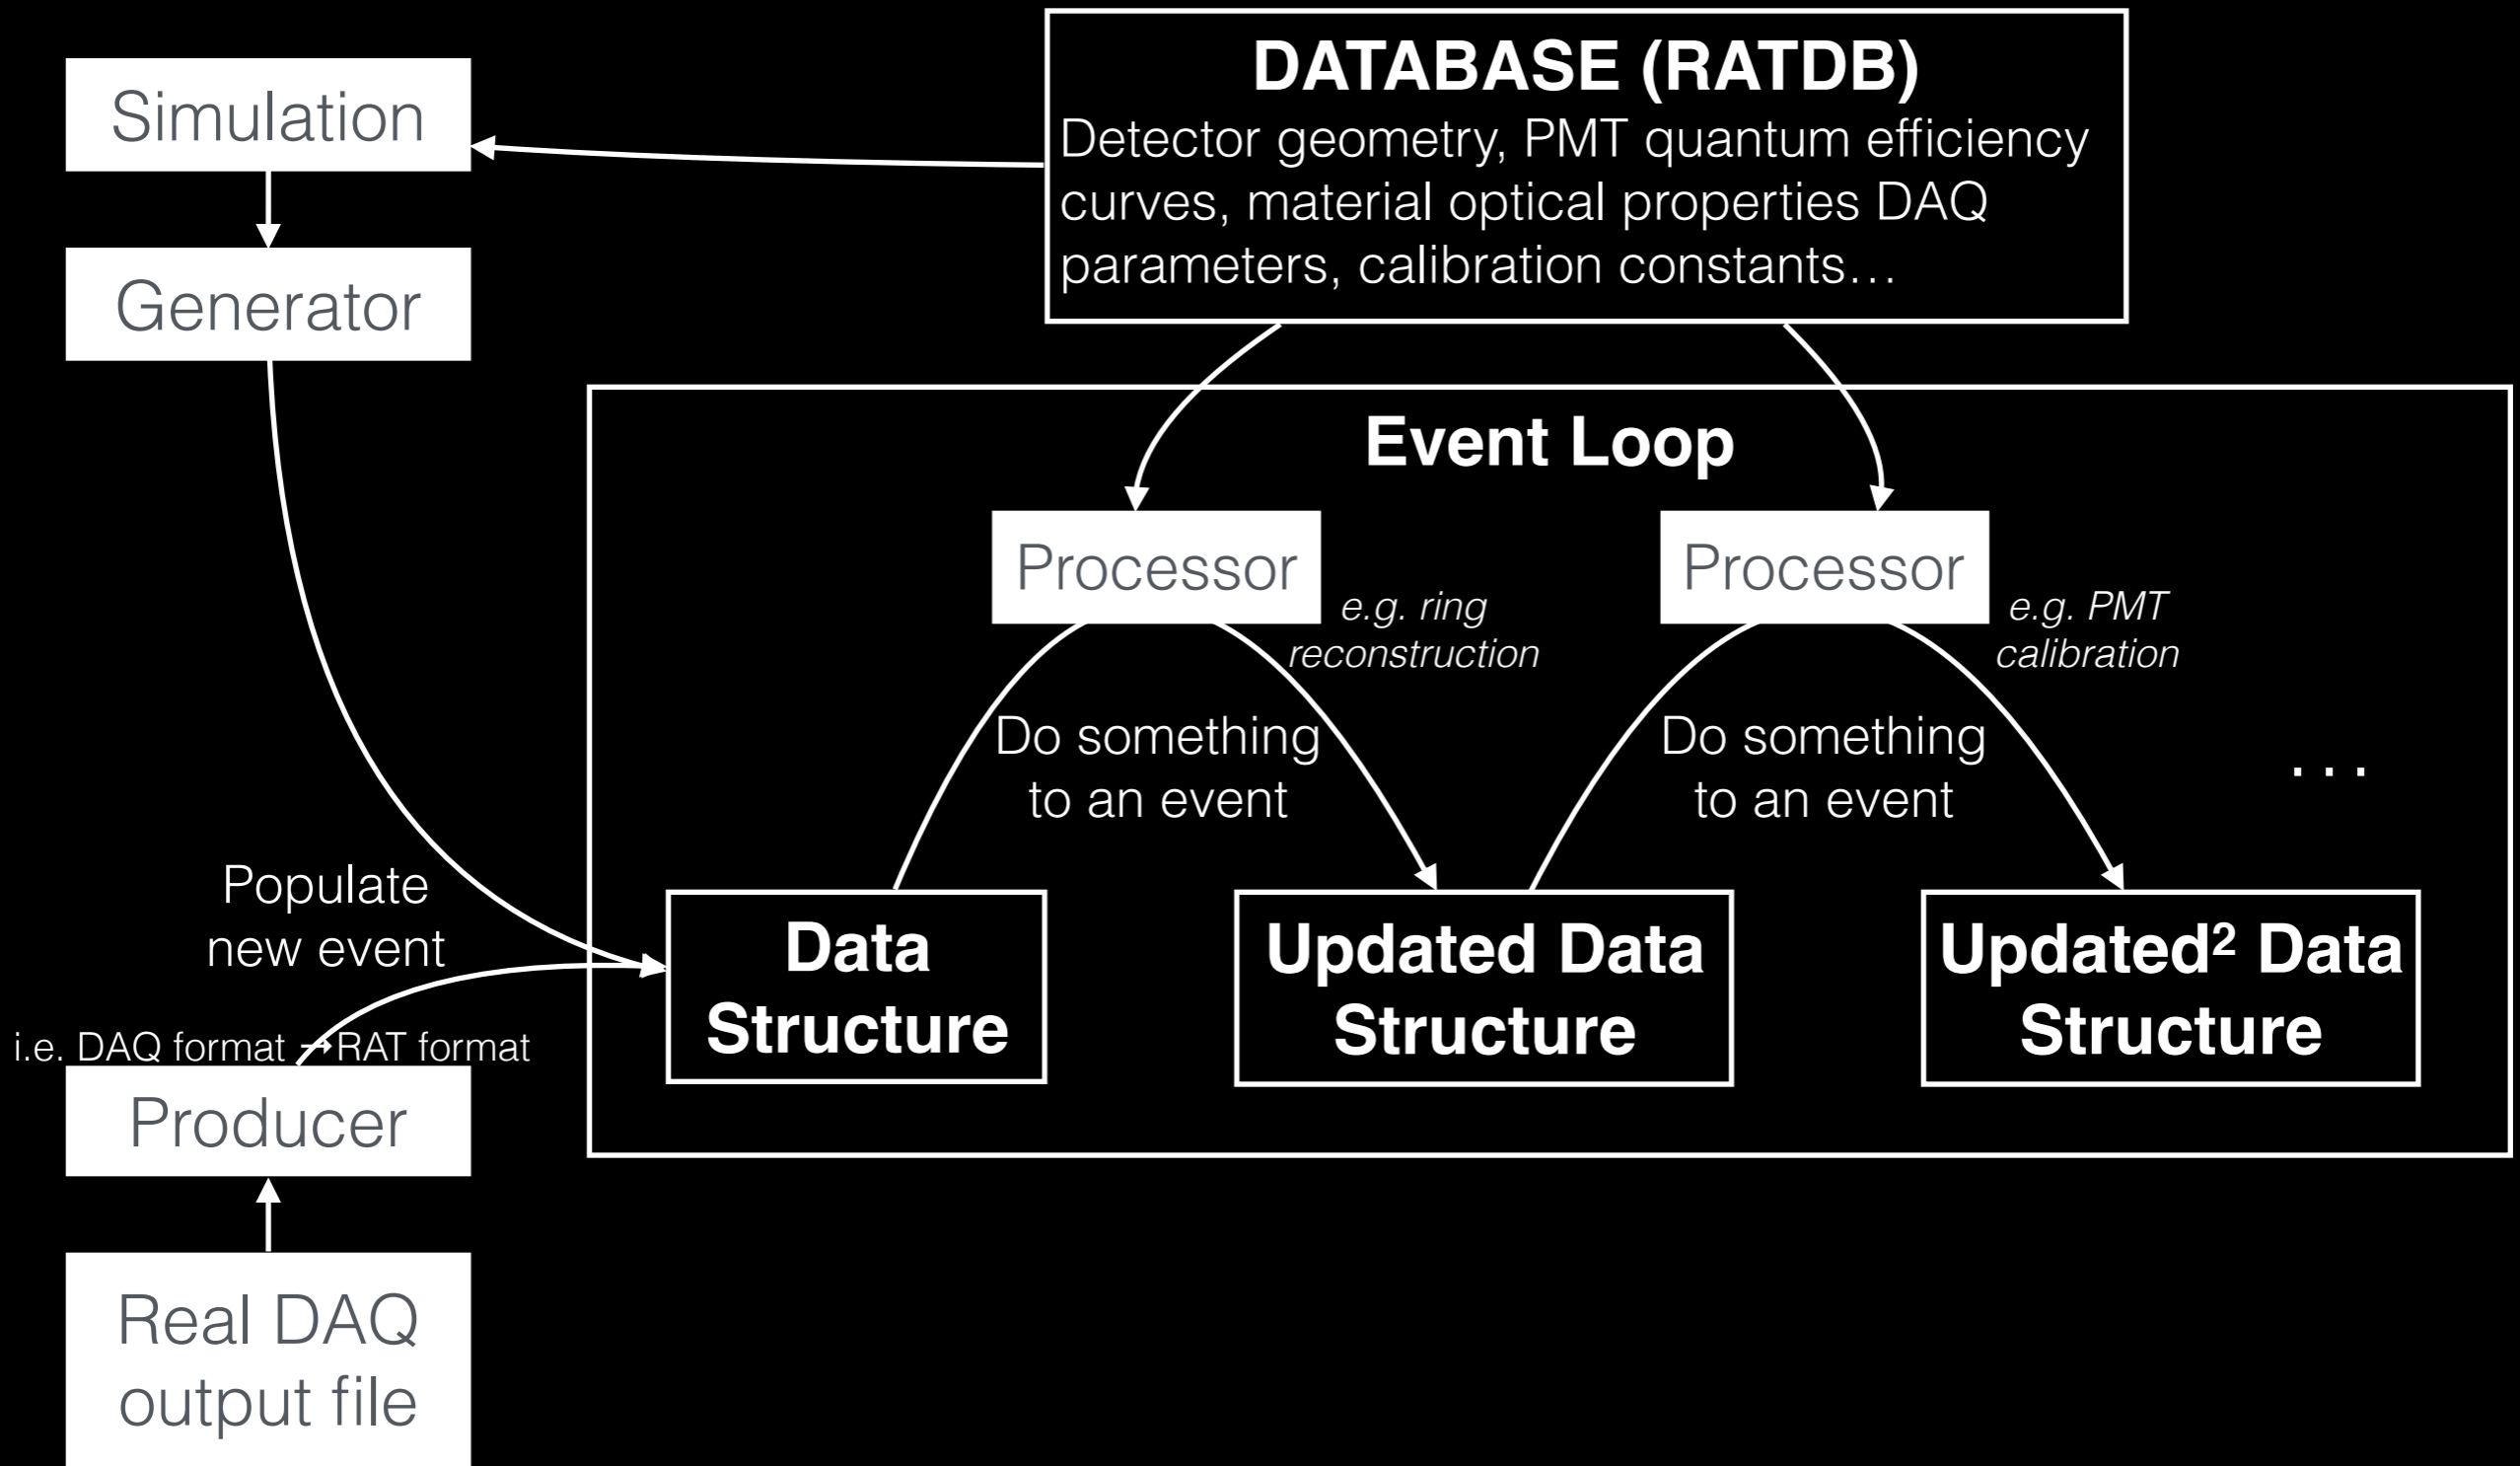 Simulation
Generator
DATABASE (RATDB)
Detector geometry, PMT quantum efficiency
curves, material optical properties DAQ
parameters, calibration constants…
Event Loop
Processor
e.g. ring
reconstruction
Processor
e.g. PMT
calibration
Do something
to an event
Do something
to an event
...
Populate
new event
Data
Structure
Updated Data
Structure
Updated² Data
Structure
i.e. DAQ format →RAT format
Producer
Real DAQ
output file